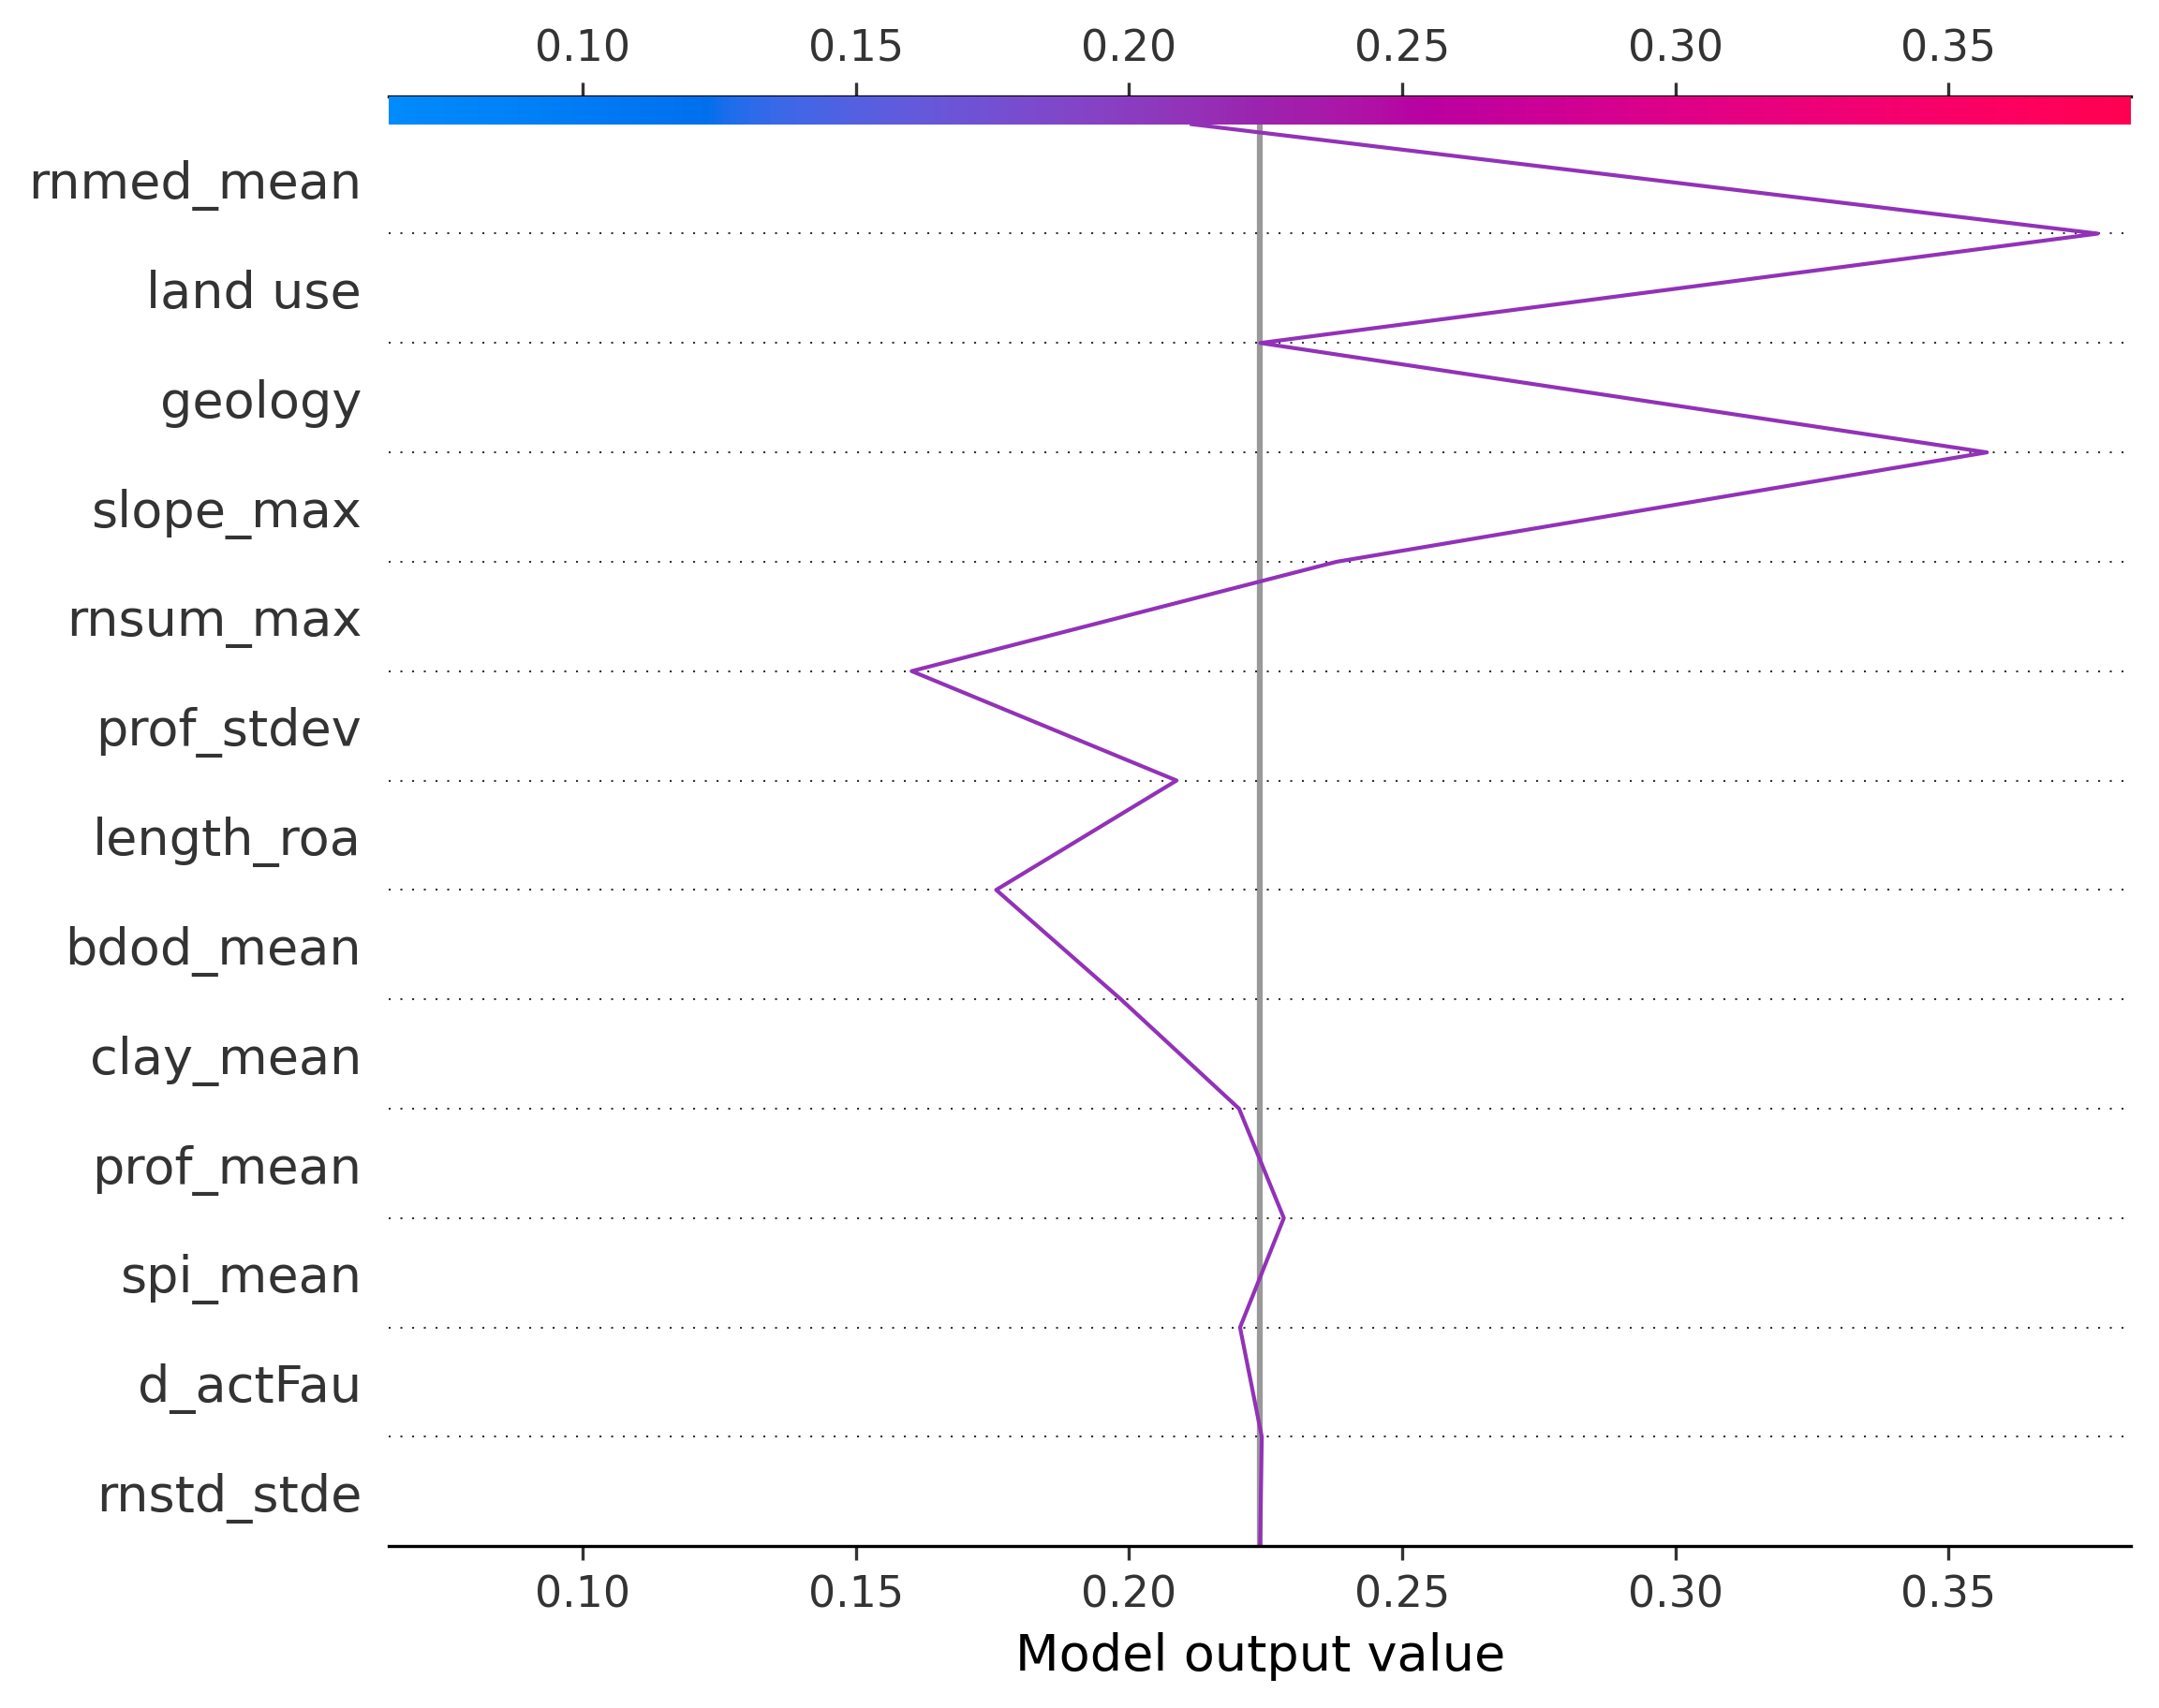 0.10 0.15 0.20 0.25 0.30 0.35
rnmed_mean
land use
geology
slope_max
rnsum_max
prof_stdev
length_roa
bdod_mean
clay_mean
prof_mean
spi_mean
d_actFau
rnstd_stde
0.10 0.15 0.20 0.25 0.30 0.35
Model output value